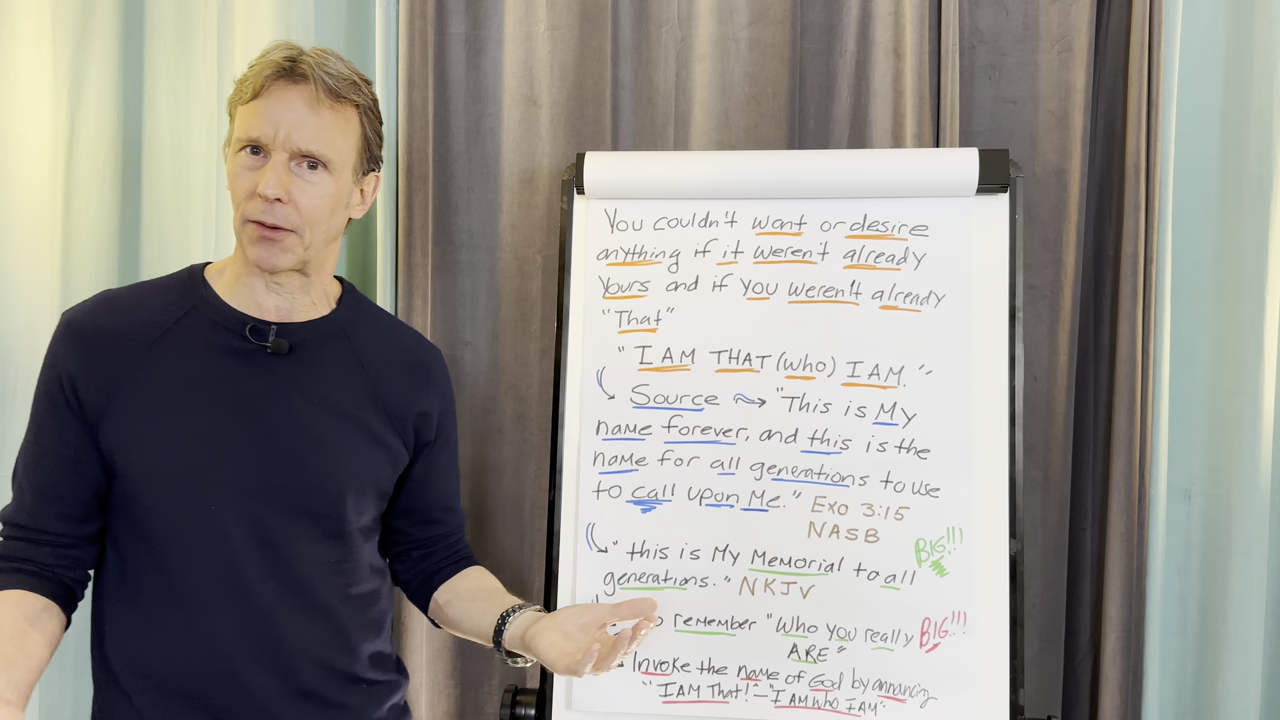 You couldn't want or desire
anything if it weren't already
Yours and if you weren't already
"That"
"I AM THAT (who) I AM."
Source → "This is My
name forever, and this is the
name for all generations to use
to call upon Me." Exo 3:15
NASB
BIG!!!
"this is My Memorial to all
generations." NKJV
remember "Who you really BIG!!!
ARE"
Invoke the name of God by
"I AM That!" – "I AM Who I AM"